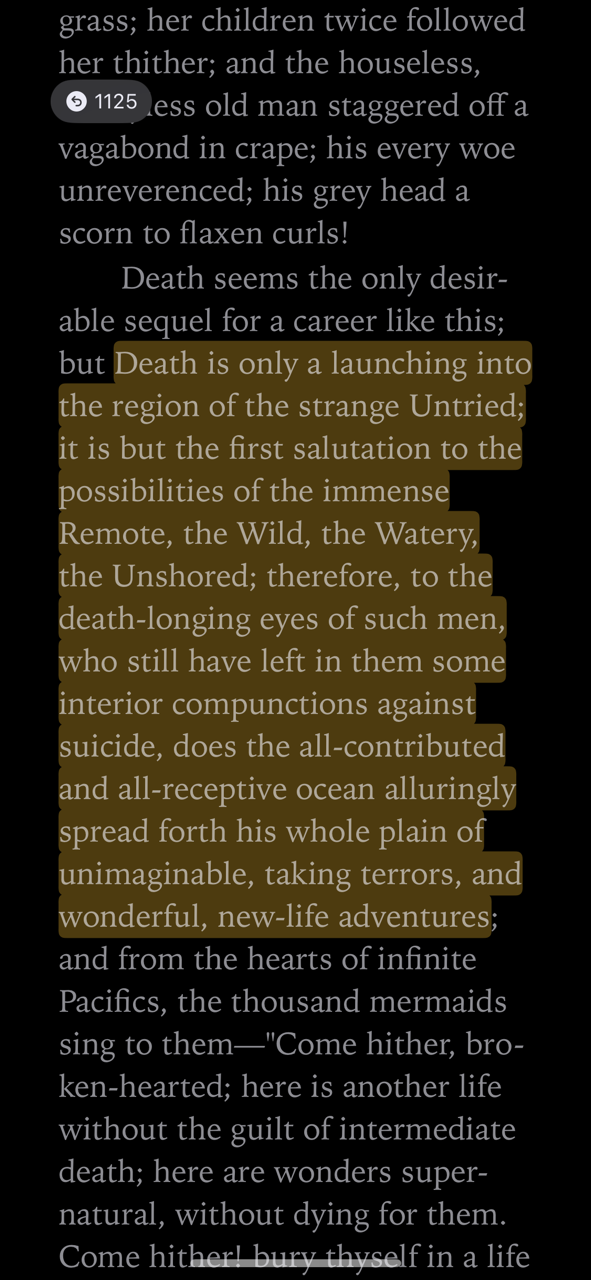 grass; her children twice followed
her thither; and the houseless,
1125
less old man staggered off a
vagabond in crape; his every woe
unreverenced; his grey head a
scorn to flaxen curls!
Death seems the only desir-
able sequel for a career like this;
but Death is only a launching into
the region of the strange Untried;
it is but the first salutation to the
possibilities of the immense
Remote, the Wild, the Watery,
the Unshored; therefore, to the
death-longing eyes of such men,
who still have left in them some
interior compunctions against
suicide, does the all-contributed
and all-receptive ocean alluringly
spread forth his whole plain of
unimaginable, taking terrors, and
wonderful, new-life adventures;
and from the hearts of infinite
Pacifics, the thousand mermaids
sing to them—"Come hither, bro-
ken-hearted; here is another life
without the guilt of intermediate
death; here are wonders super-
natural, without dying for them.
Come hither! bury thyself in a life